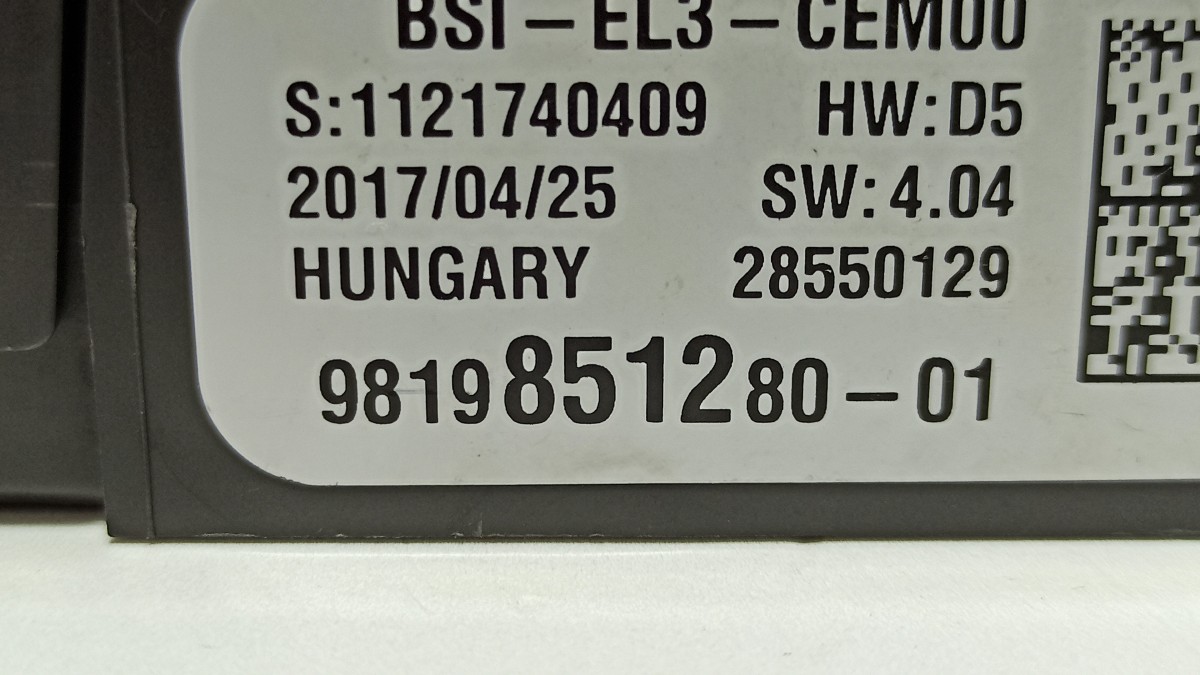 BSI-EL3-CEM00
S:1121740409 HW:D5
2017/04/25 SW:4.04
HUNGARY 28550129
9819851280-01